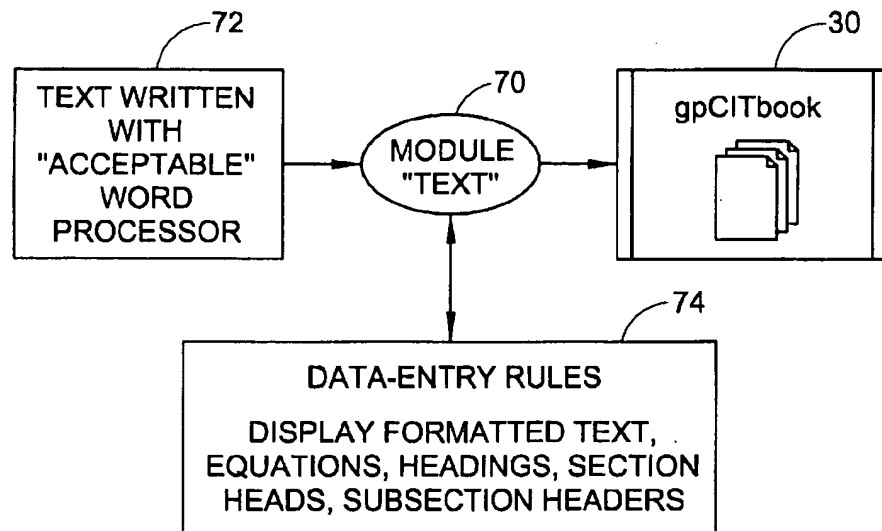 72
TEXT WRITTEN
WITH
"ACCEPTABLE"
WORD
PROCESSOR
70
MODULE
"TEXT"
30
gpCITbook
74
DATA-ENTRY RULES
DISPLAY FORMATTED TEXT,
EQUATIONS, HEADINGS, SECTION
HEADS, SUBSECTION HEADERS